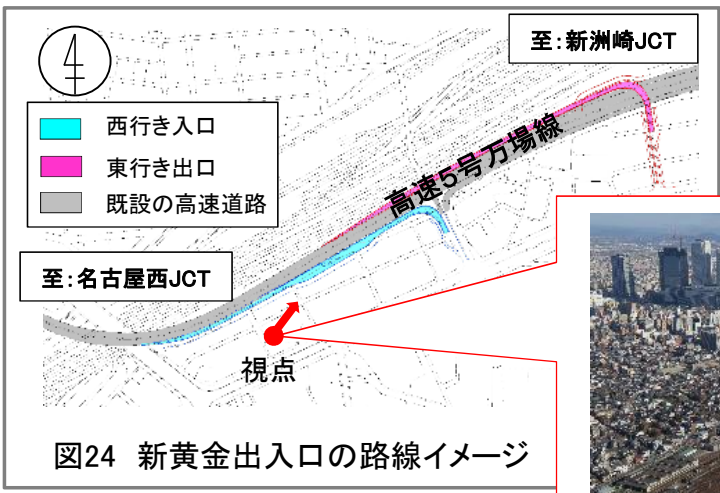 至:新洲崎JCT
西行き入口
東行き出口
既設の高速道路
高速5号万場線
至:名古屋西JCT
視点
図24 新黄金出入口の路線イメージ